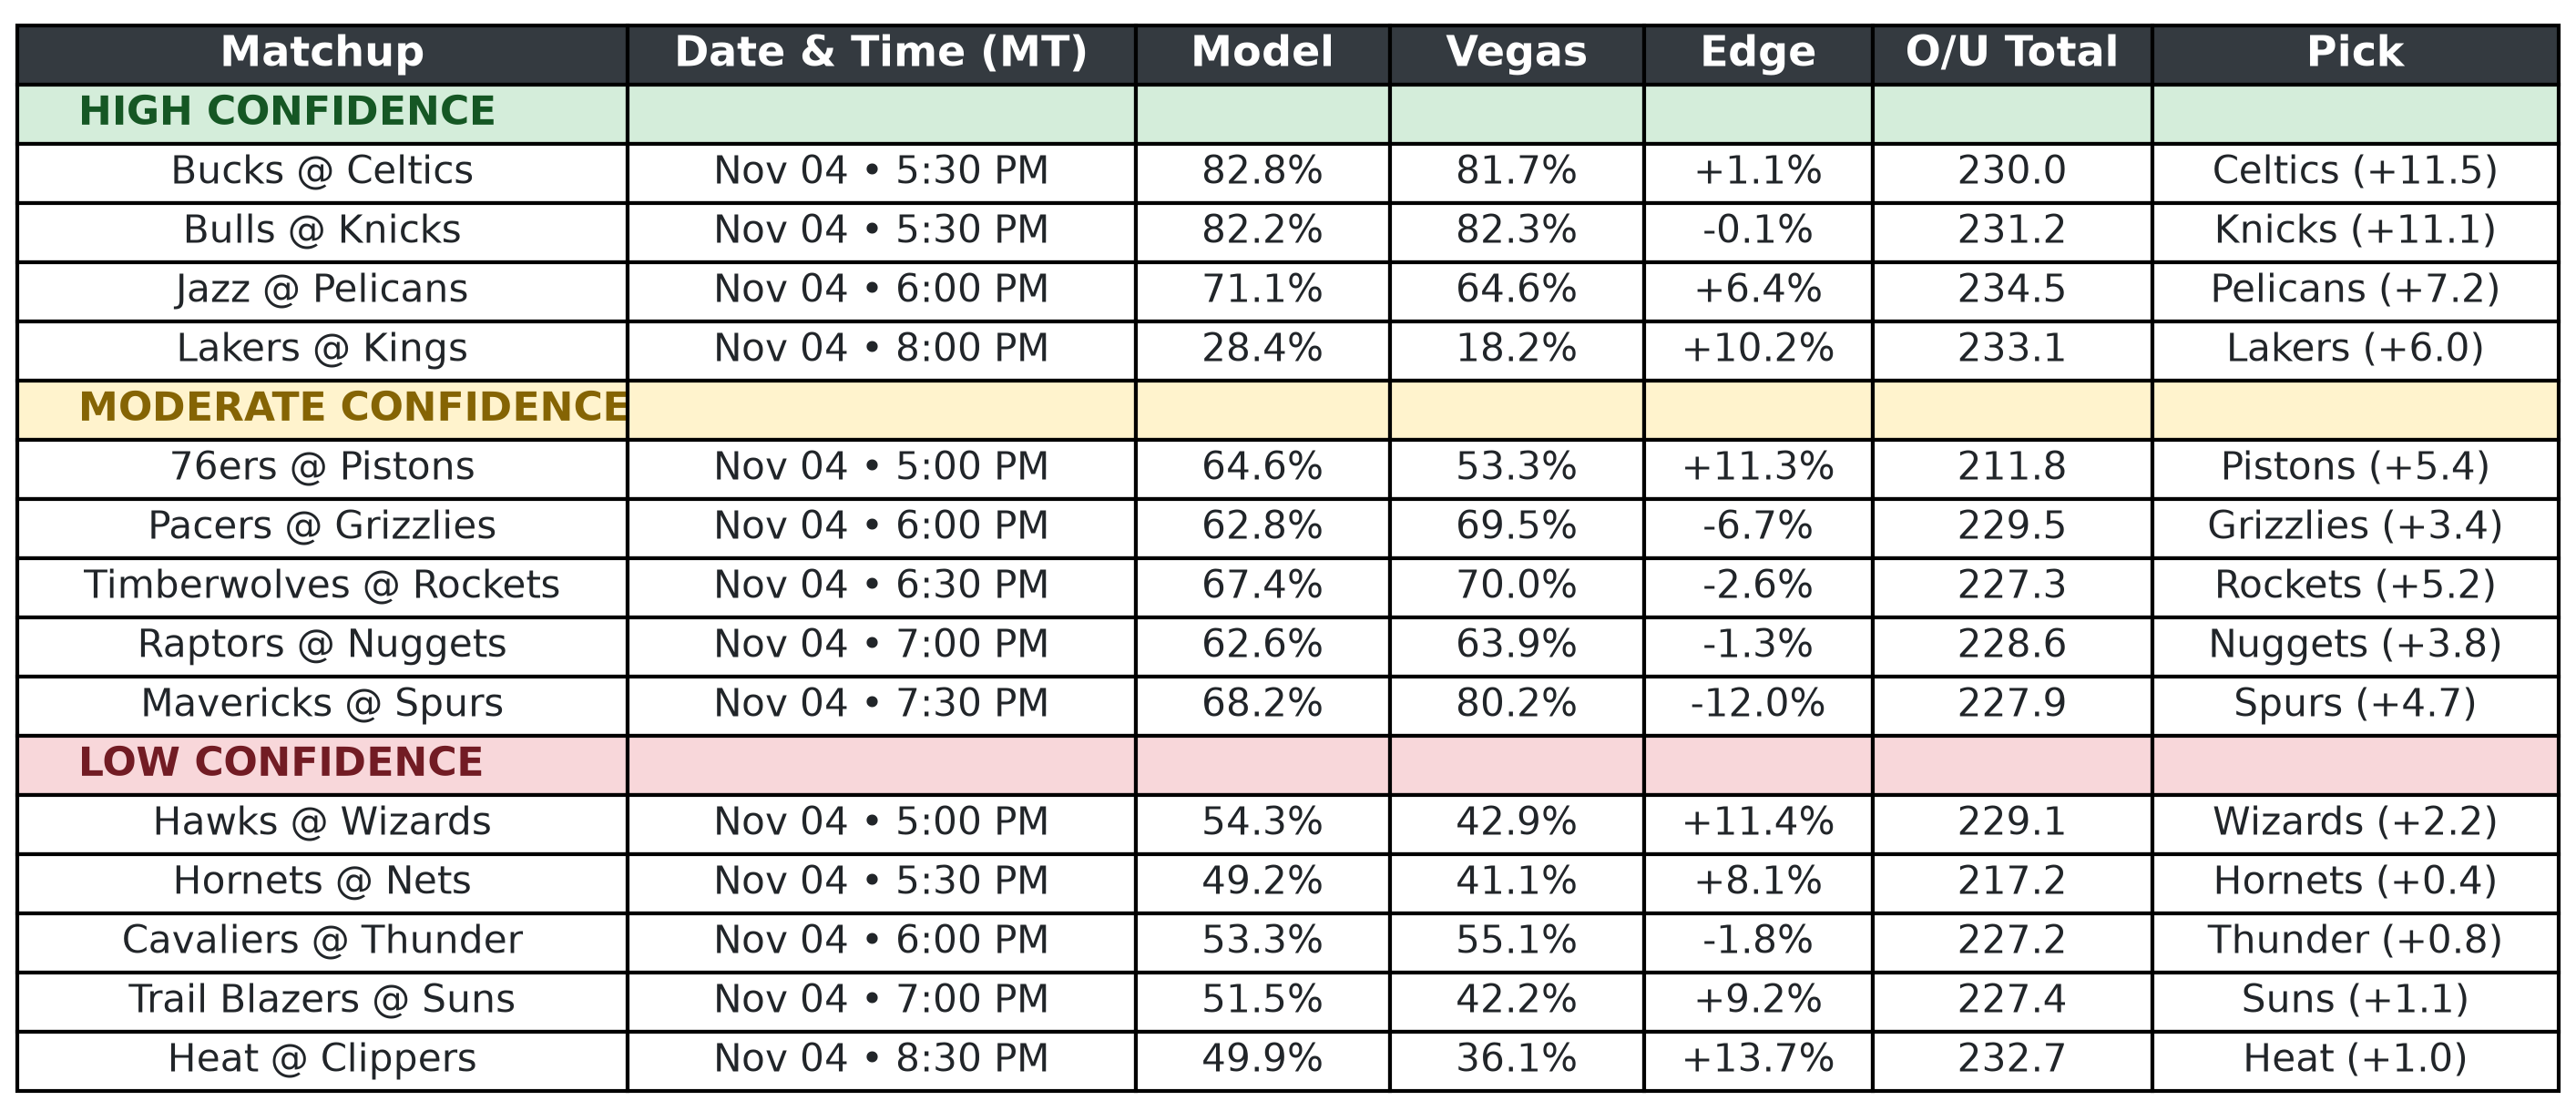 Matchup Date & Time (MT) Model Vegas Edge O/U Total Pick
HIGH CONFIDENCE
Bucks @ Celtics Nov 04 • 5:30 PM 82.8% 81.7% +1.1% 230.0 Celtics (+11.5)
Bulls @ Knicks Nov 04 • 5:30 PM 82.2% 82.3% -0.1% 231.2 Knicks (+11.1)
Jazz @ Pelicans Nov 04 • 6:00 PM 71.1% 64.6% +6.4% 234.5 Pelicans (+7.2)
Lakers @ Kings Nov 04 • 8:00 PM 28.4% 18.2% +10.2% 233.1 Lakers (+6.0)
MODERATE CONFIDENCE
76ers @ Pistons Nov 04 • 5:00 PM 64.6% 53.3% +11.3% 211.8 Pistons (+5.4)
Pacers @ Grizzlies Nov 04 • 6:00 PM 62.8% 69.5% -6.7% 229.5 Grizzlies (+3.4)
Timberwolves @ Rockets Nov 04 • 6:30 PM 67.4% 70.0% -2.6% 227.3 Rockets (+5.2)
Raptors @ Nuggets Nov 04 • 7:00 PM 62.6% 63.9% -1.3% 228.6 Nuggets (+3.8)
Mavericks @ Spurs Nov 04 • 7:30 PM 68.2% 80.2% -12.0% 227.9 Spurs (+4.7)
LOW CONFIDENCE
Hawks @ Wizards Nov 04 • 5:00 PM 54.3% 42.9% +11.4% 229.1 Wizards (+2.2)
Hornets @ Nets Nov 04 • 5:30 PM 49.2% 41.1% +8.1% 217.2 Hornets (+0.4)
Cavaliers @ Thunder Nov 04 • 6:00 PM 53.3% 55.1% -1.8% 227.2 Thunder (+0.8)
Trail Blazers @ Suns Nov 04 • 7:00 PM 51.5% 42.2% +9.2% 227.4 Suns (+1.1)
Heat @ Clippers Nov 04 • 8:30 PM 49.9% 36.1% +13.7% 232.7 Heat (+1.0)